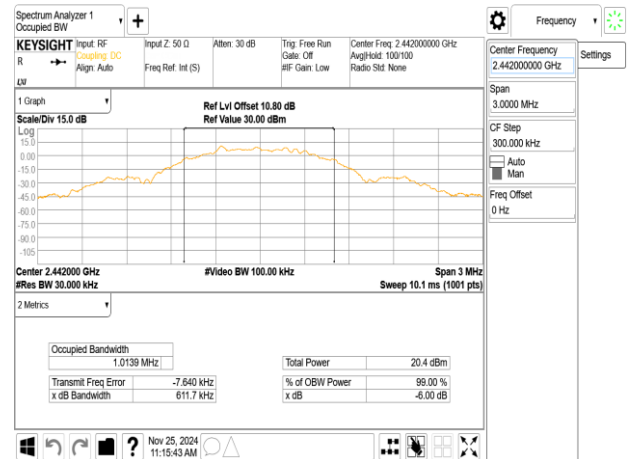 Spectrum Analyzer 1
Occupied BW
Frequency
KEYSIGHT
R
LXI
Input: RF
Coupling: DC
Align: Auto
Input Z: 50 Ω
Freq Ref: Int (S)
Atten: 30 dB
Trig: Free Run
Gate: Off
#IF Gain: Low
Center Freq: 2.442000000 GHz
Avg|Hold: 100/100
Radio Std: None
Center Frequency
2.442000000 GHz
Settings
Span
3.0000 MHz
CF Step
300.000 kHz
Auto
Man
Freq Offset
0 Hz
1 Graph
Scale/Div 15.0 dB
Ref Lvl Offset 10.80 dB
Ref Value 30.00 dBm
Log
15.0
0.00
-15.0
-30.0
-45.0
-60.0
-75.0
-90.0
-105
Center 2.442000 GHz
#Video BW 100.00 kHz
Span 3 MHz
#Res BW 30.000 kHz
Sweep 10.1 ms (1001 pts)
2 Metrics
Occupied Bandwidth
1.0139 MHz
Total Power 20.4 dBm
Transmit Freq Error -7.640 kHz
% of OBW Power 99.00 %
x dB Bandwidth 611.7 kHz
x dB -6.00 dB
?
Nov 25, 2024
11:15:43 AM